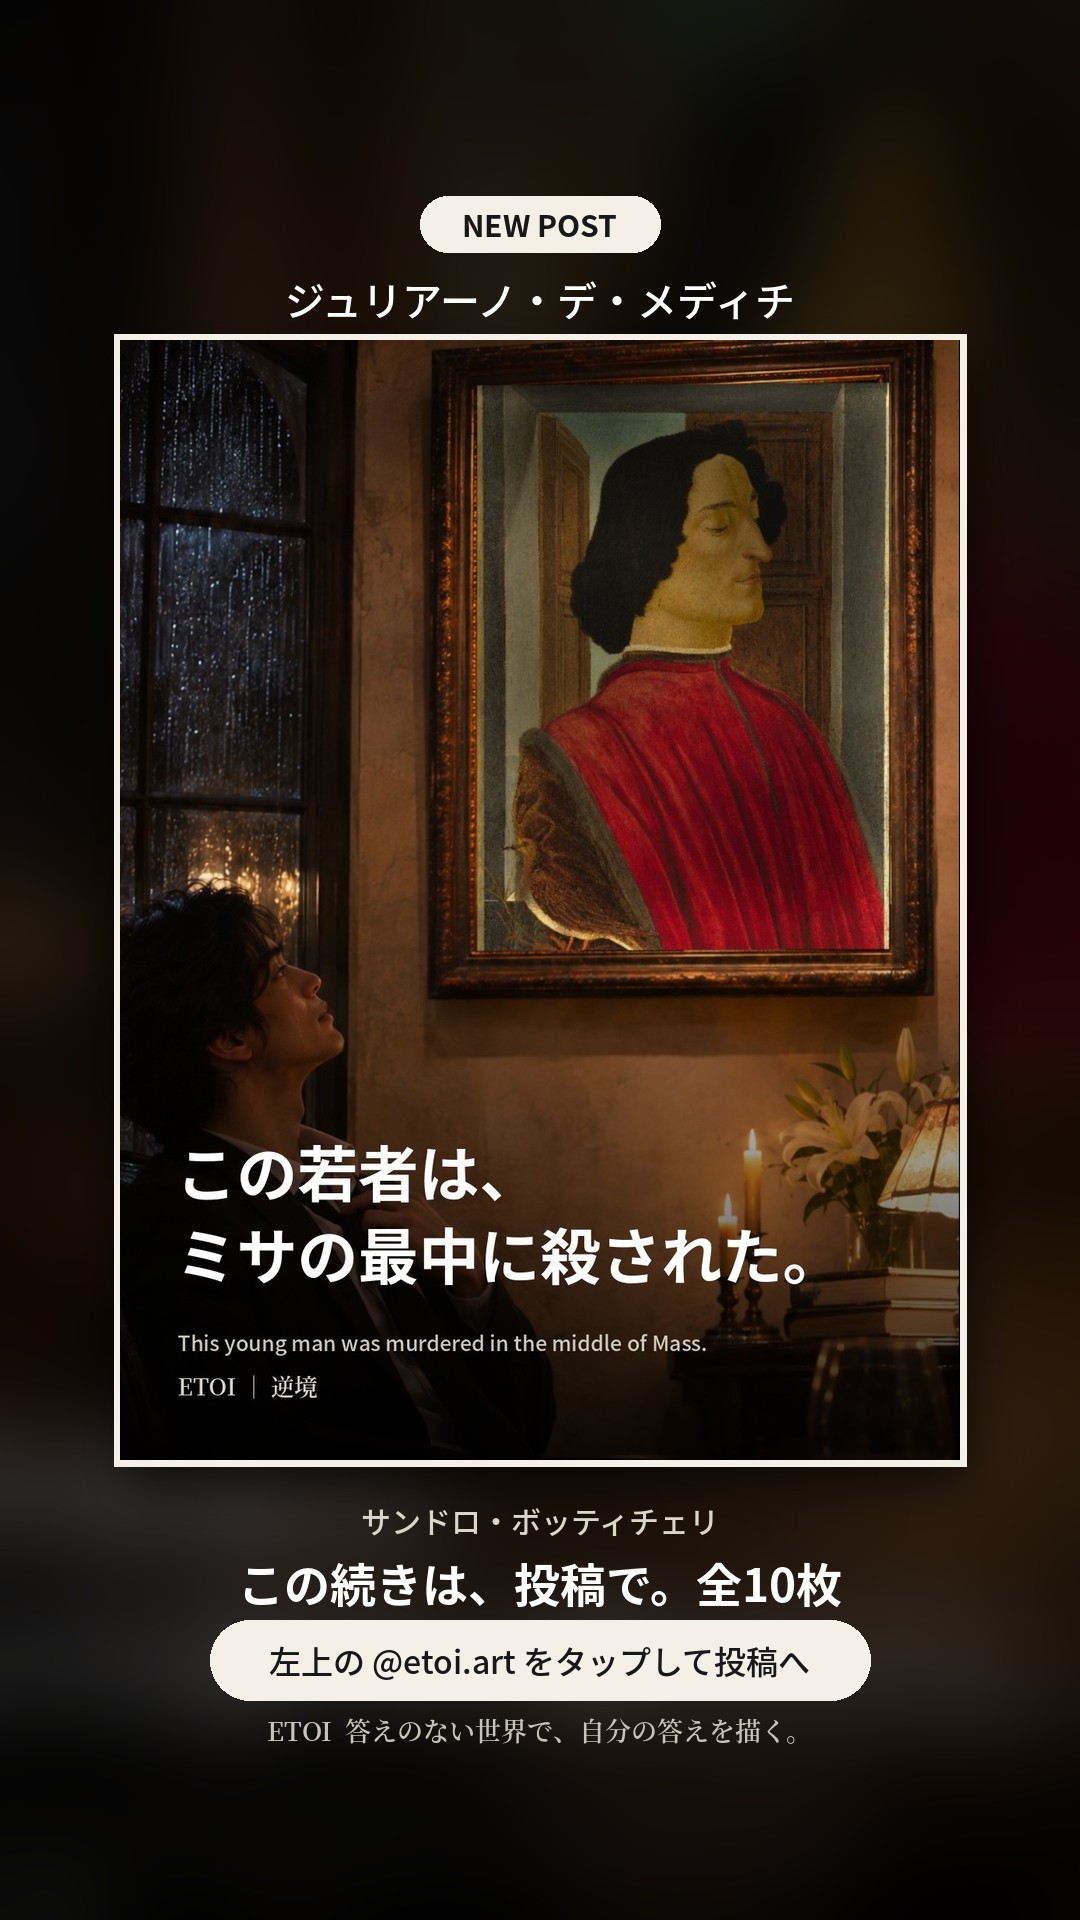 NEW POST
ジュリアーノ・デ・メディチ
この若者は、
ミサの最中に殺された。
This young man was murdered in the middle of Mass.
ETOI｜逆境
サンドロ・ボッティチェリ
この続きは、投稿で。全10枚
左上の @etoi.art をタップして投稿へ
ETOI 答えのない世界で、自分の答えを描く。